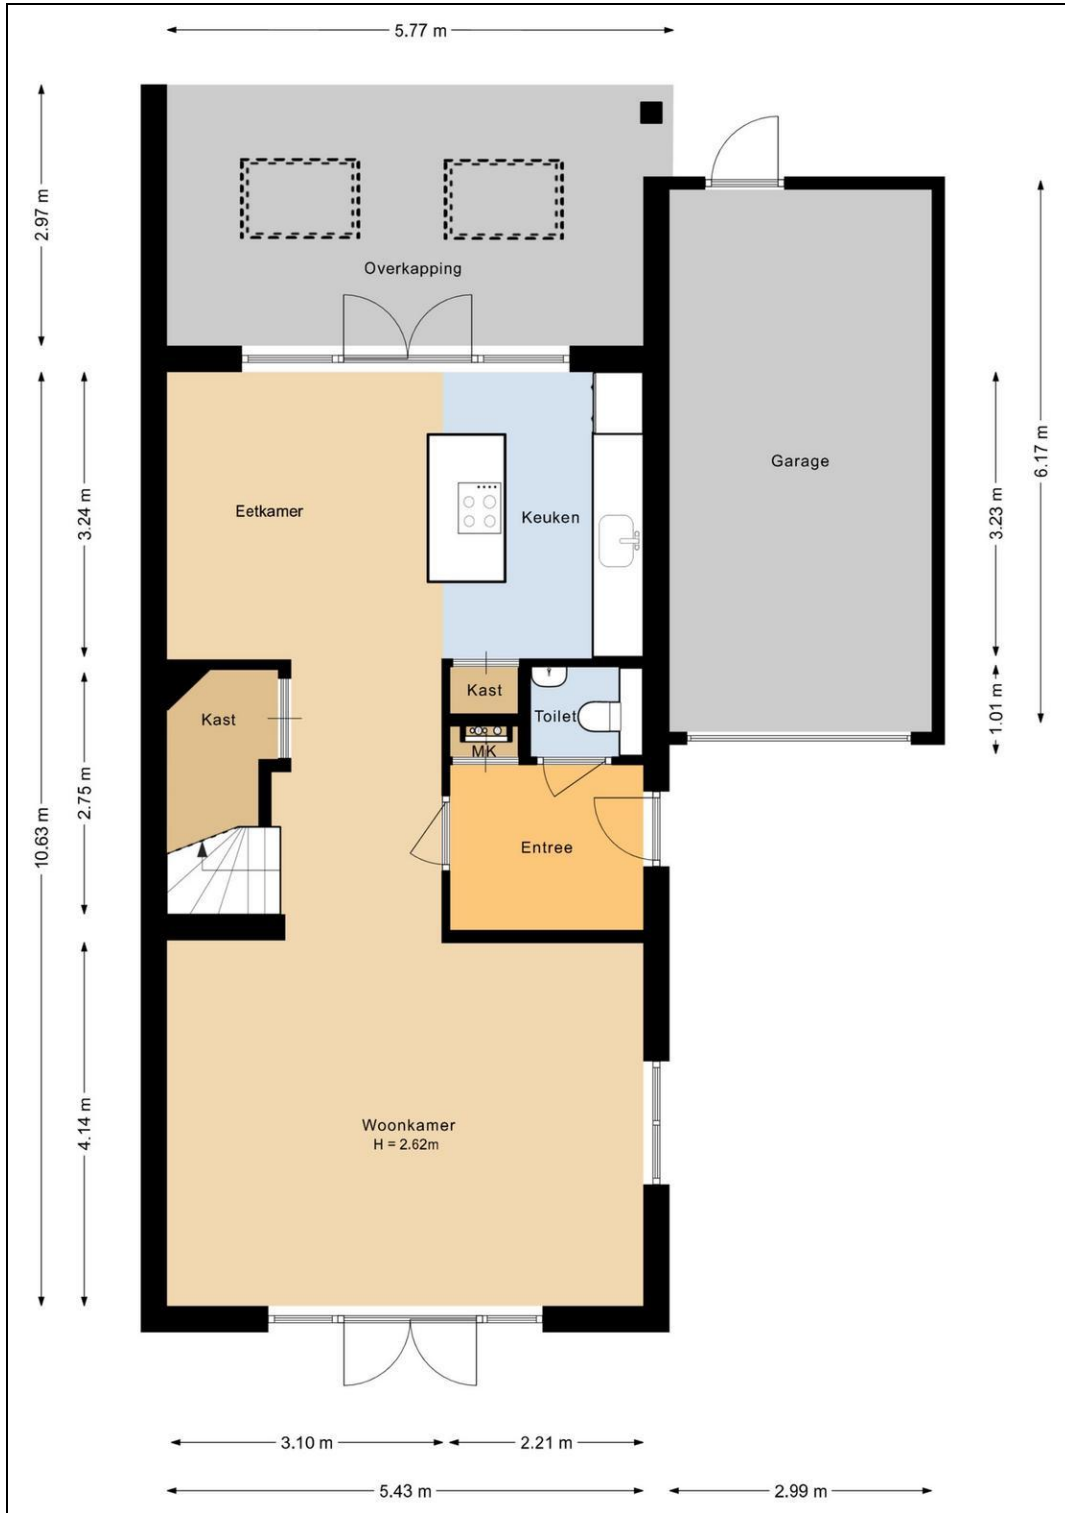 5.77 m
2.97 m
Overkapping
6.17 m
Garage
3.24 m
Eetkamer
Keuken
3.23 m
10.63 m
2.75 m
Kast
Kast
Toilet
MK
1.01 m
Entree
4.14 m
Woonkamer
H = 2.62m
3.10 m
2.21 m
5.43 m
2.99 m